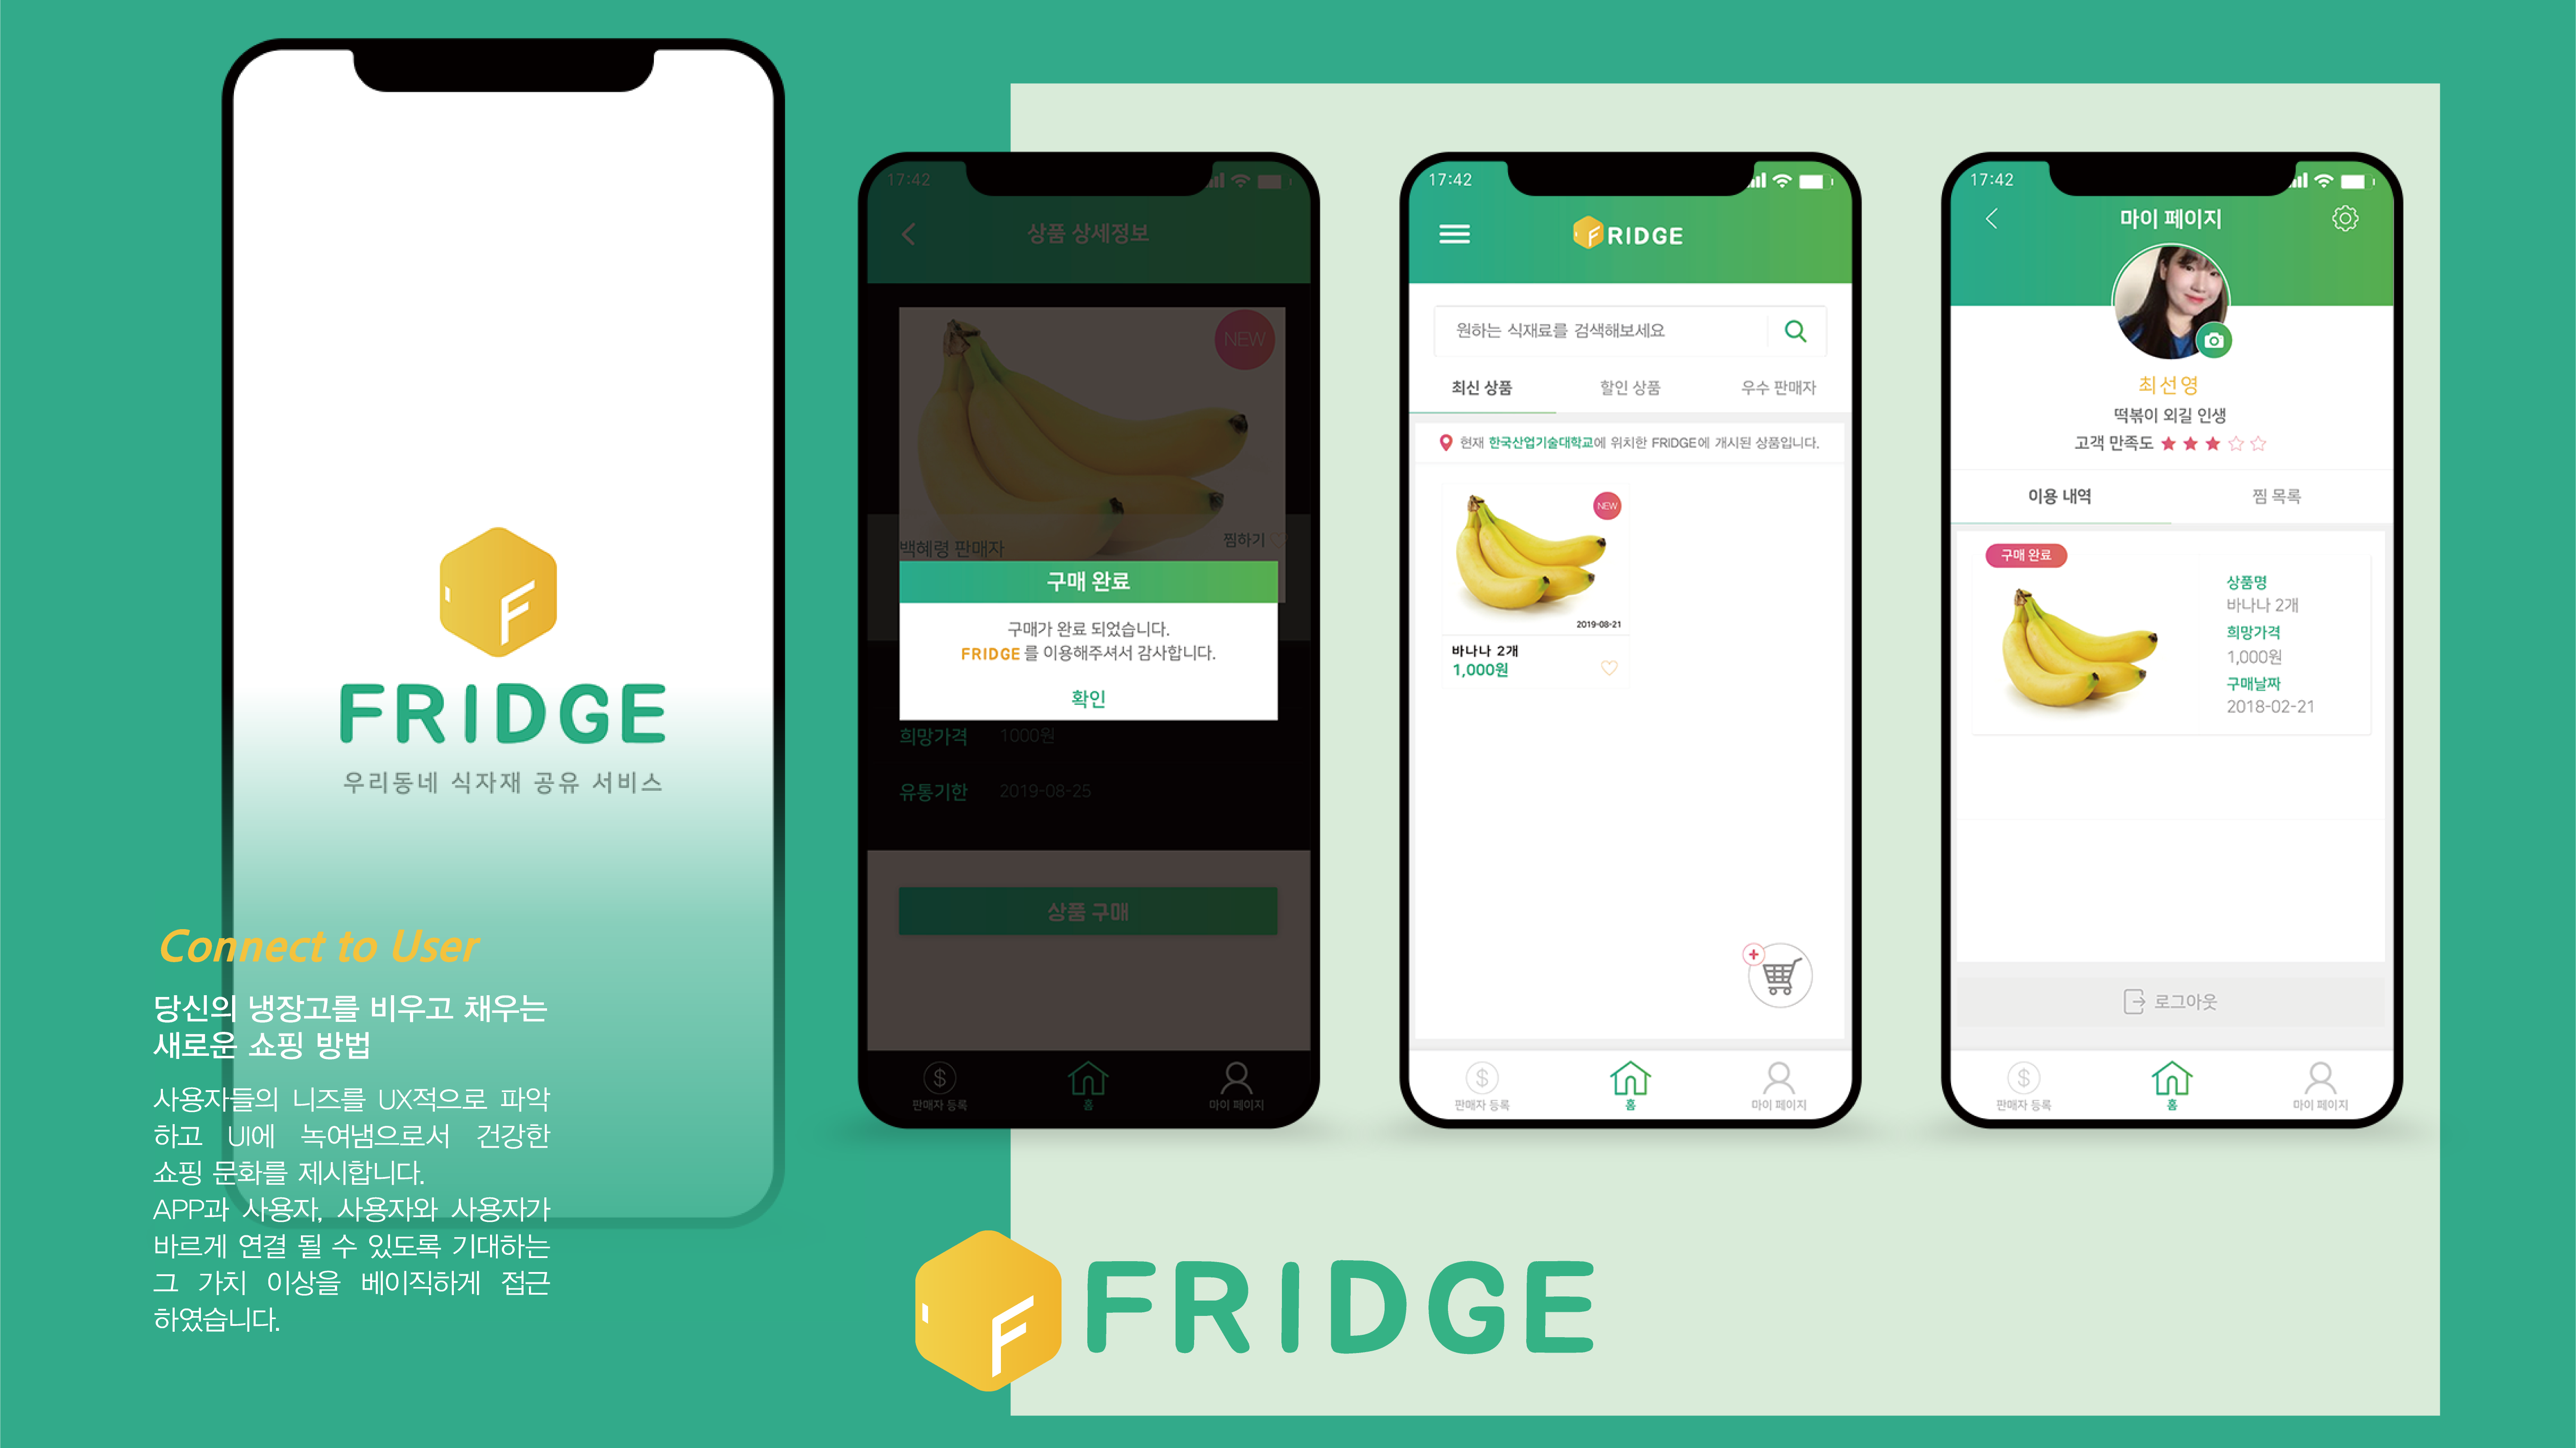 FRIDGE
우리동네 식자재 공유 서비스
Connect to User
당신의 냉장고를 비우고 채우는
새로운 쇼핑 방법
사용자들의 니즈를 UX적으로 파악
하고 UI에 녹여냄으로서 건강한
쇼핑 문화를 제시합니다.
APP과 사용자, 사용자와 사용자가
바르게 연결 될 수 있도록 기대하는
그 가치 이상을 베이직하게 접근
하였습니다.
17:42
상품 상세정보
NEW
백혜령 판매자
찜하기
구매 완료
구매가 완료 되었습니다.
FRIDGE 를 이용해주셔서 감사합니다.
확인
희망가격 1000원
유통기한 2019-08-25
상품 구매
판매자 등록 홈 마이 페이지
17:42
FRIDGE
원하는 식재료를 검색해보세요
최신 상품 할인 상품 우수 판매자
현재 한국산업기술대학교에 위치한 FRIDGE에 개시된 상품입니다.
NEW
2019-08-21
바나나 2개
1,000원
판매자 등록 홈 마이 페이지
17:42
마이 페이지
최선영
떡볶이 외길 인생
고객 만족도 ★★★☆☆
이용 내역 찜 목록
구매 완료
상품명
바나나 2개
희망가격
1,000원
구매날짜
2018-02-21
로그아웃
판매자 등록 홈 마이 페이지
F FRIDGE